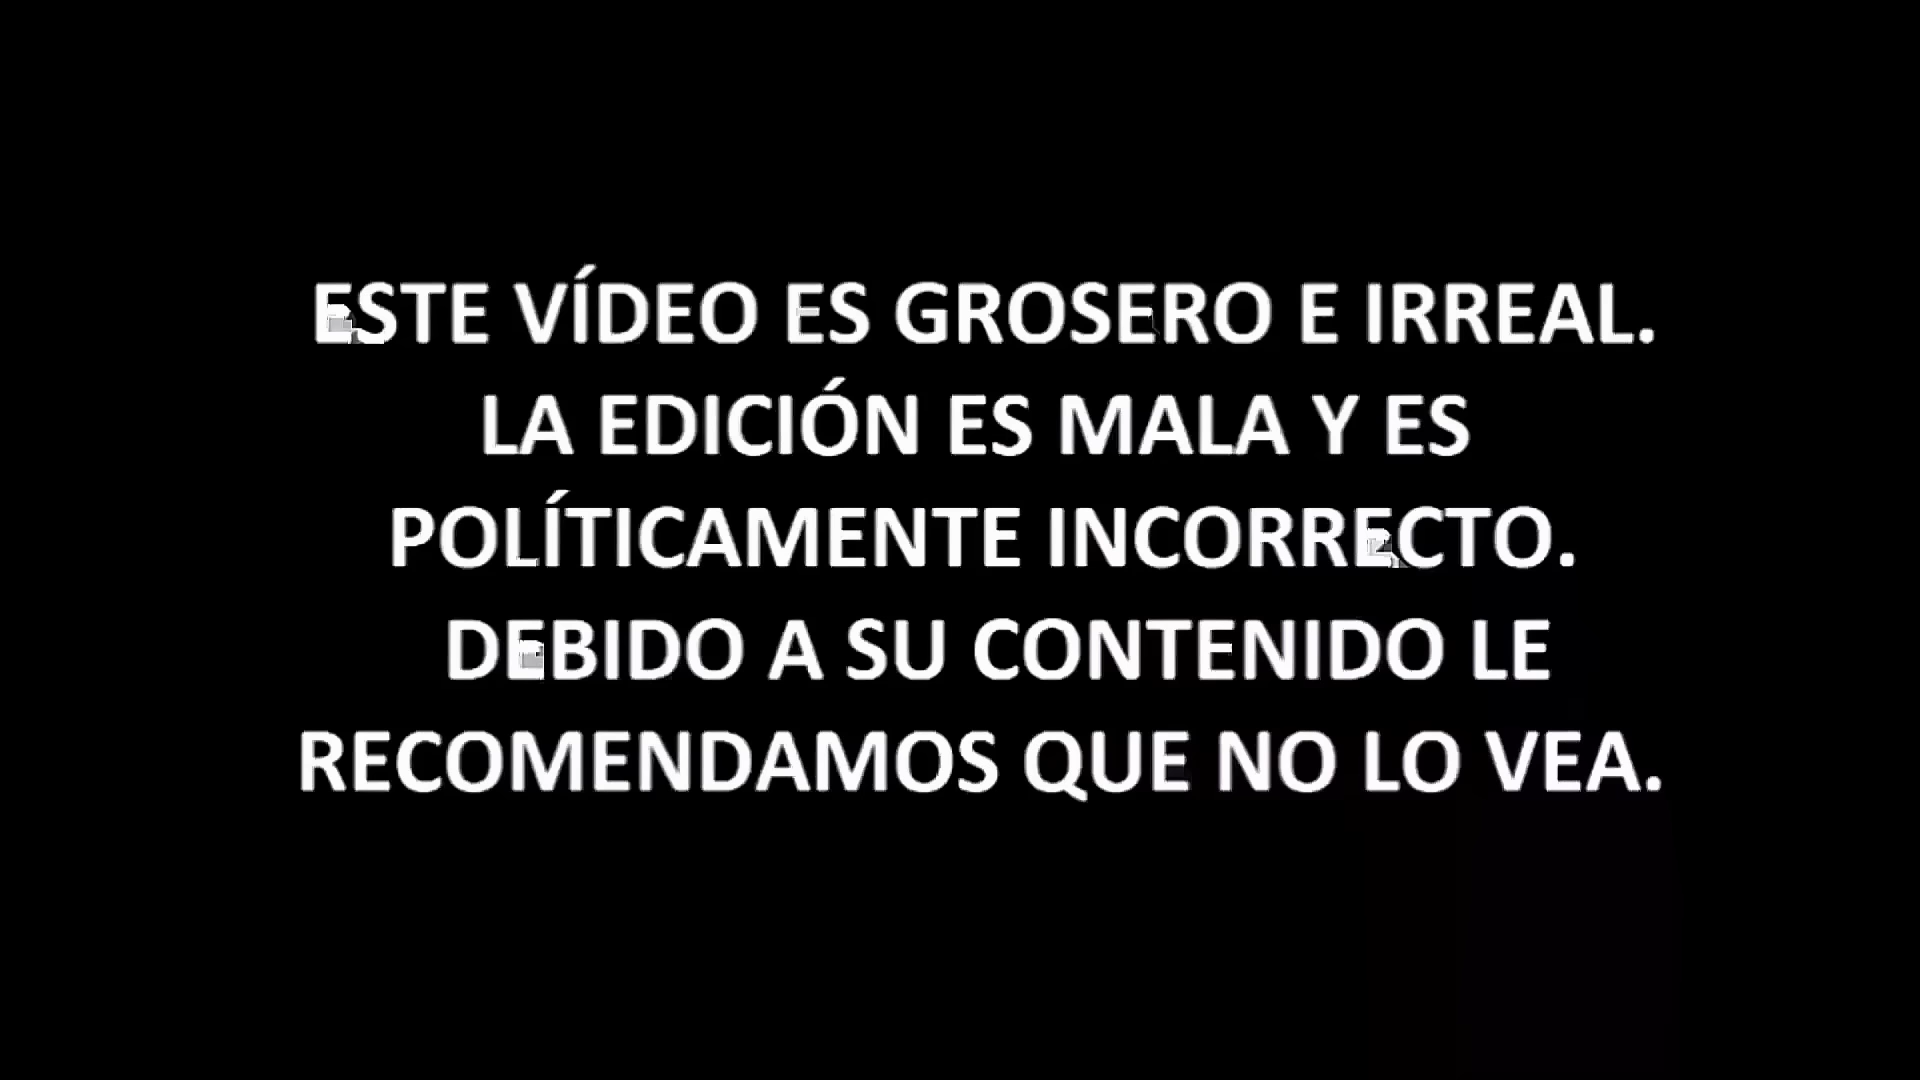 ESTE VÍDEO ES GROSERO E IRREAL.
LA EDICIÓN ES MALA Y ES
POLÍTICAMENTE INCORRECTO.
DEBIDO A SU CONTENIDO LE
RECOMENDAMOS QUE NO LO VEA.